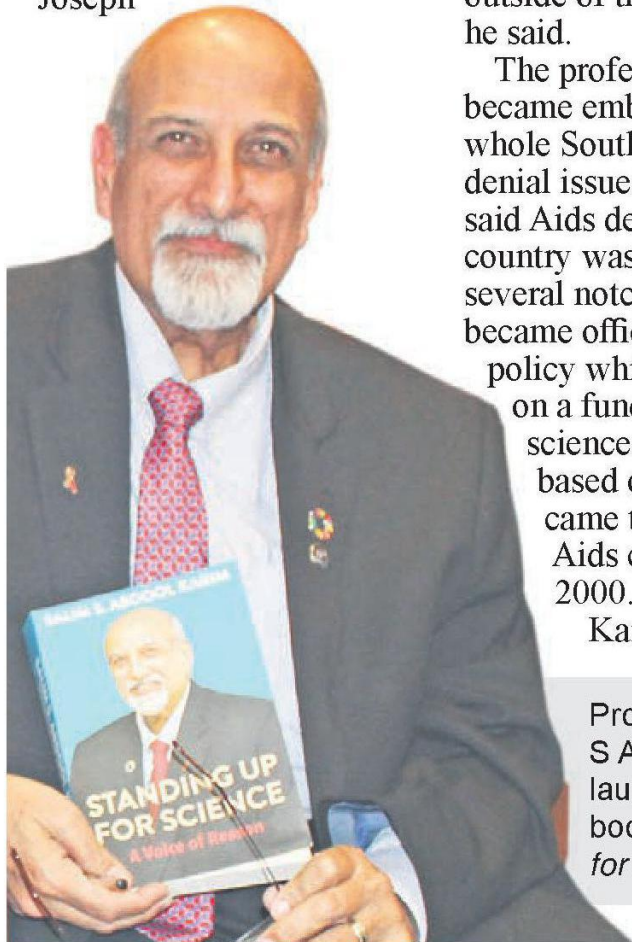 Joseph
outside of th
he said.
The profe
became emb
whole South
denial issue
said Aids de
country was
several notc
became offic
policy whi
on a fund
science
based o
came t
Aids c
2000.
Ka
Pro
S A
lau
boo
for
SALIM S. ABDOOL KARIM
STANDING UP
FOR SCIENCE
A Voice of Reason